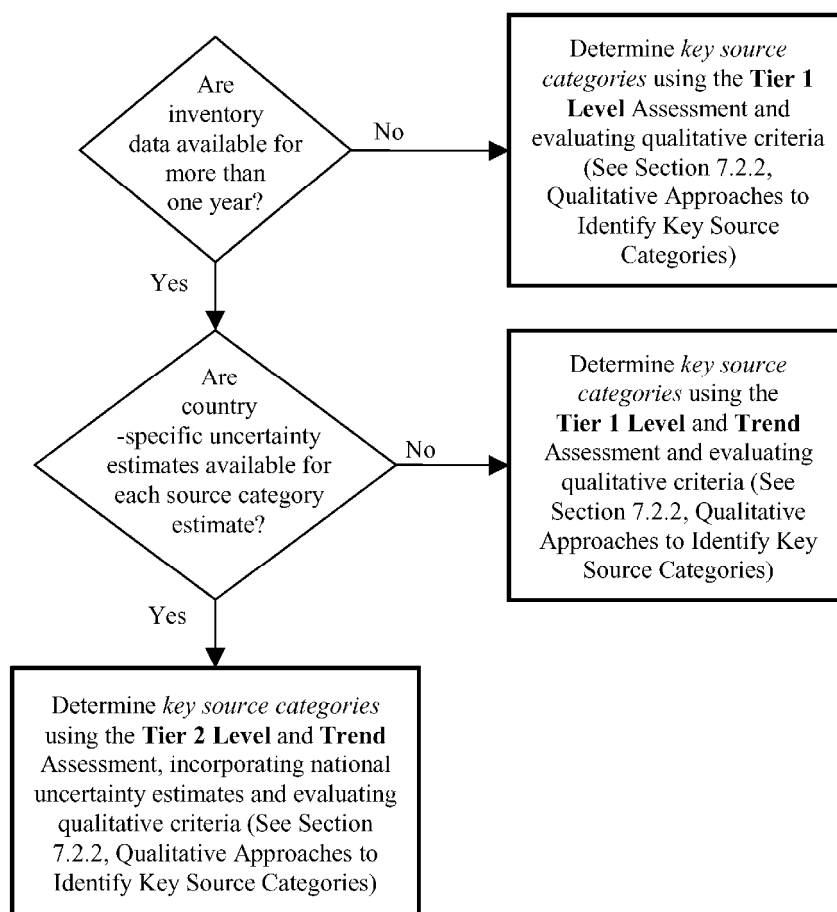 Are
inventory
data available for
more than
one year?
No
Determine key source
categories using the Tier 1
Level Assessment and
evaluating qualitative criteria
(See Section 7.2.2,
Qualitative Approaches to
Identify Key Source
Categories)
Yes
Are
country
-specific uncertainty
estimates available for
each source category
estimate?
No
Determine key source
categories using the
Tier 1 Level and Trend
Assessment and evaluating
qualitative criteria (See
Section 7.2.2, Qualitative
Approaches to Identify Key
Source Categories)
Yes
Determine key source categories
using the Tier 2 Level and Trend
Assessment, incorporating national
uncertainty estimates and evaluating
qualitative criteria (See Section
7.2.2, Qualitative Approaches to
Identify Key Source Categories)